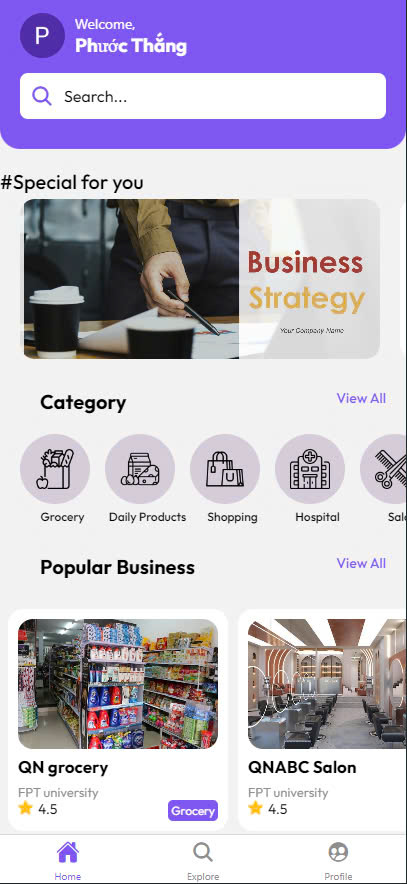 P
Welcome,
Phước Thắng
Search...
#Special for you
Business
Strategy
Your Company Name
Category
View All
Grocery
Daily Products
Shopping
Hospital
Popular Business
View All
QN grocery
FPT university
4.5
Grocery
QNABC Salon
FPT university
4.5
Home
Explore
Profile